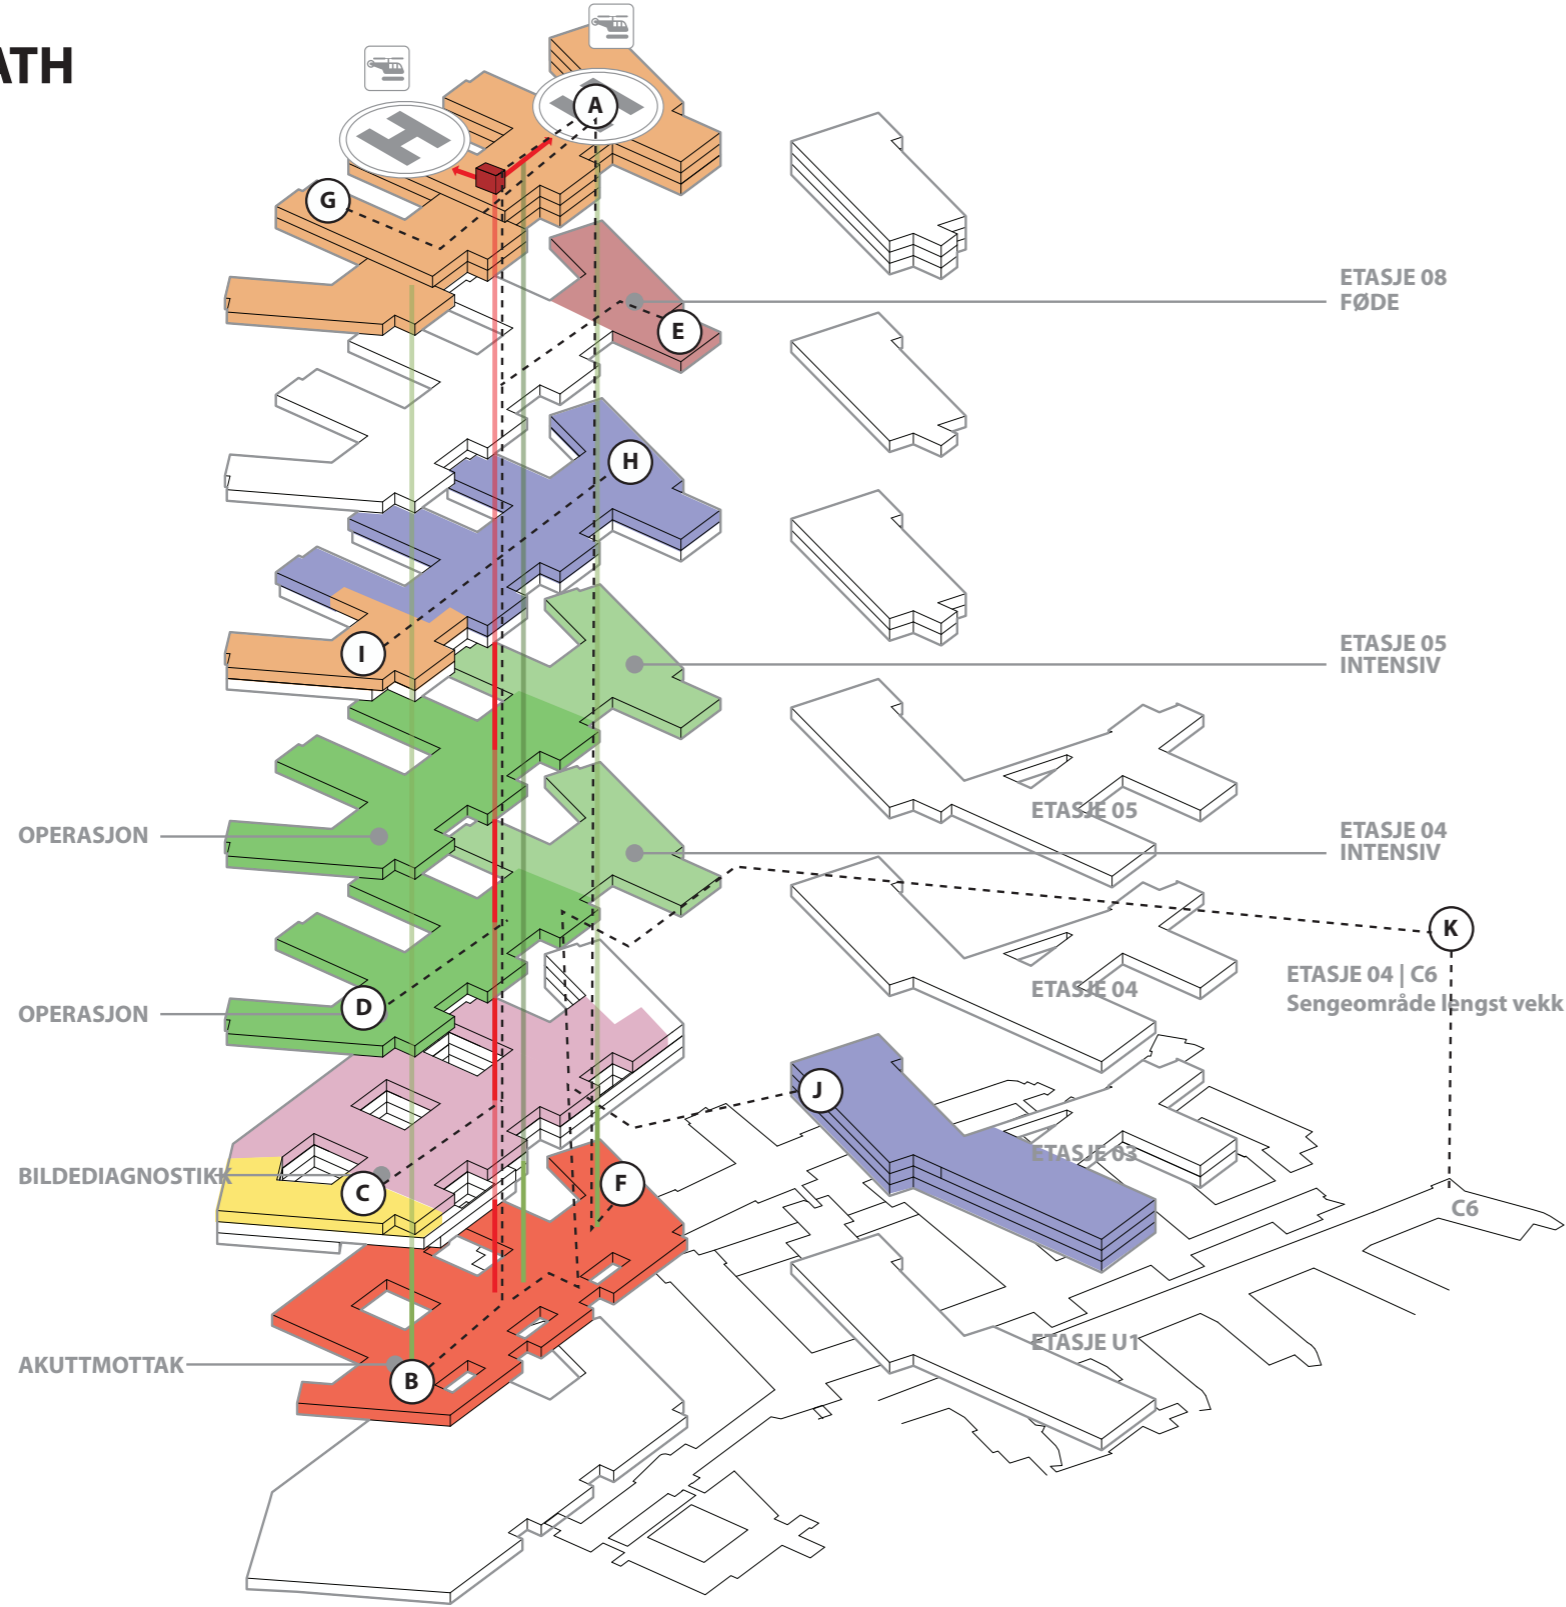 ATH
A
G
ETASJE 08
FØDE
E
H
I
ETASJE 05
INTENSIV
ETASJE 05
OPERASJON
ETASJE 04
INTENSIV
K
ETASJE 04 | C6
Sengeområde lengst vekk
ETASJE 04
D
OPERASJON
J
ETASJE 03
BILDEDIAGNOSTIKK
C
F
C6
ETASJE U1
AKUTTMOTTAK
B
H
H